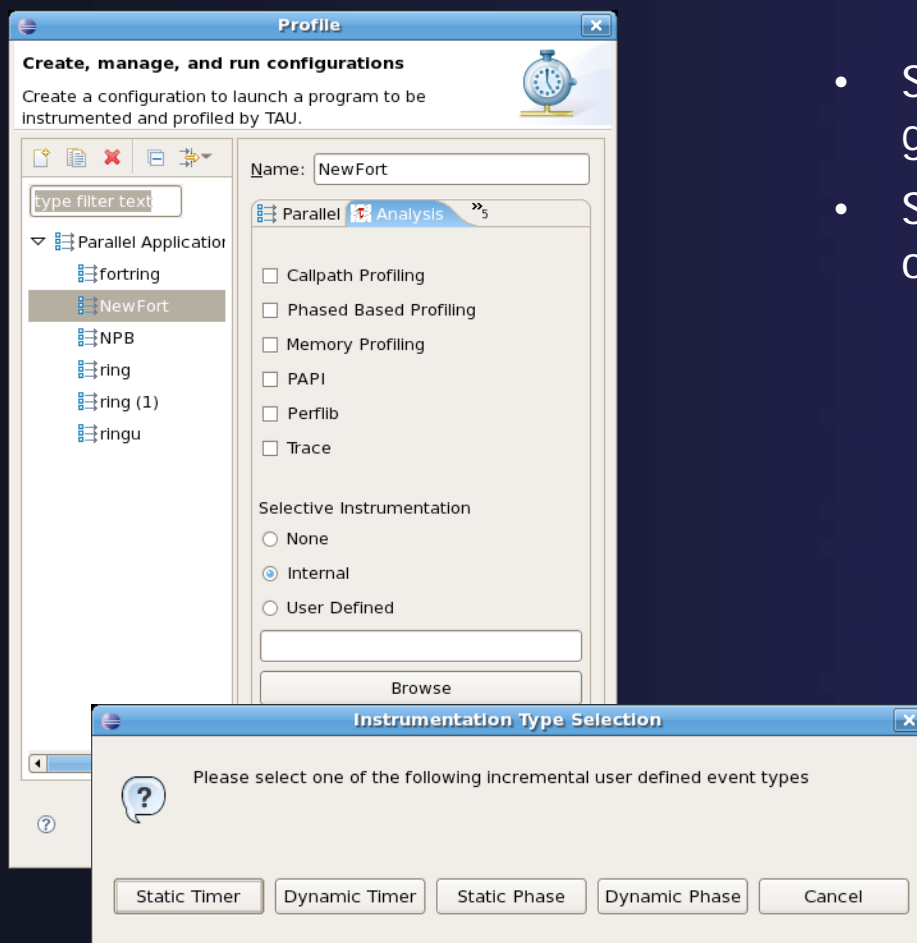 Profile
Create, manage, and run configurations
Create a configuration to launch a program to be
instrumented and profiled by TAU.
type filter text
Parallel Application
fortring
NewFort
NPB
ring
ring (1)
ringu
Name: NewFort
Parallel Analysis »5
Callpath Profiling
Phased Based Profiling
Memory Profiling
PAPI
Perflib
Trace
Selective Instrumentation
None
Internal
User Defined
Browse
Instrumentation Type Selection
Please select one of the following incremental user defined event types
Static Timer Dynamic Timer Static Phase Dynamic Phase Cancel
• S
g
• S